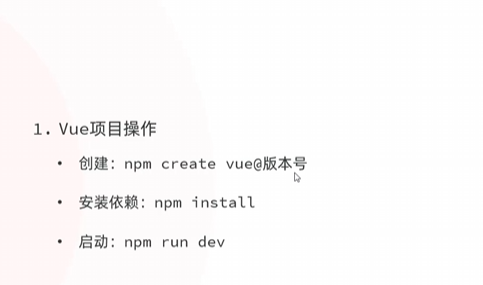 1. Vue项目操作
• 创建：npm create vue@版本号
• 安装依赖：npm install
• 启动：npm run dev